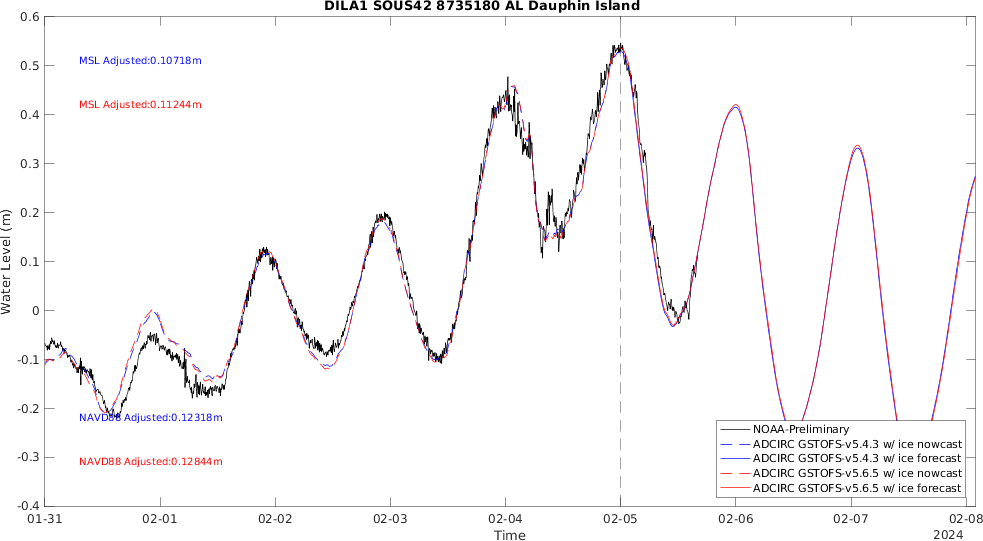 DILA1 SOUS42 8735180 AL Dauphin Island
0.6
0.5
0.4
0.3
0.2
0.1
0
-0.1
-0.2
-0.3
-0.4
Water Level (m)
MSL Adjusted:0.10718m
MSL Adjusted:0.11244m
NAVD88 Adjusted:0.12318m
NAVD88 Adjusted:0.12844m
NOAA-Preliminary
ADCIRC GSTOFS-v5.4.3 w/ ice nowcast
ADCIRC GSTOFS-v5.4.3 w/ ice forecast
ADCIRC GSTOFS-v5.6.5 w/ ice nowcast
ADCIRC GSTOFS-v5.6.5 w/ ice forecast
01-31 02-01 02-02 02-03 02-04 02-05 02-06 02-07 02-08
Time
2024